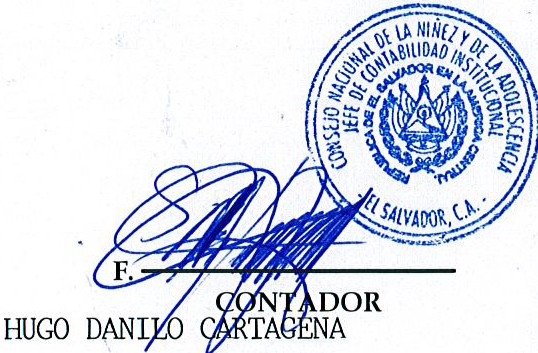 CONSEJO NACIONAL DE LA NIÑEZ Y DE LA ADOLESCENCIA
JEFE DE CONTABILIDAD INSTITUCIONAL
REPUBLICA DE EL SALVADOR EN LA AMERICA CENTRAL
- EL SALVADOR, C.A. -
F.
CONTADOR
HUGO DANILO CARTAGENA